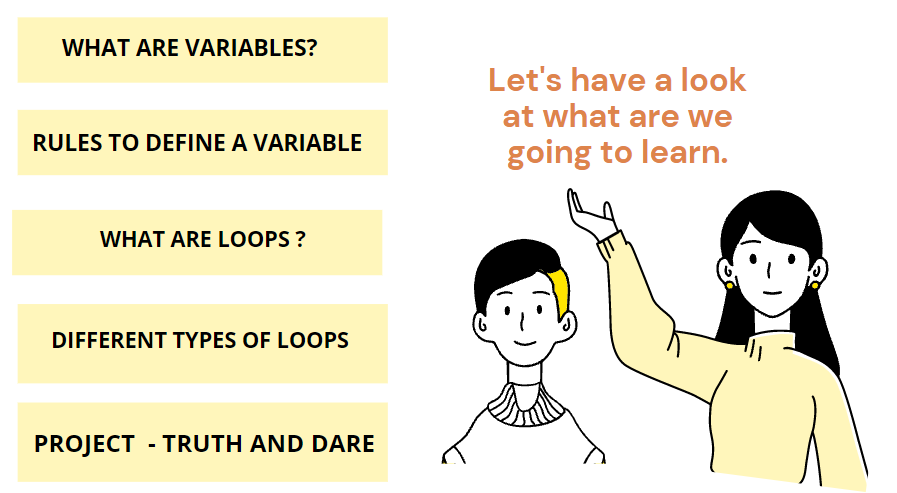 WHAT ARE VARIABLES?
RULES TO DEFINE A VARIABLE
WHAT ARE LOOPS ?
DIFFERENT TYPES OF LOOPS
PROJECT - TRUTH AND DARE
Let's have a look
at what are we
going to learn.